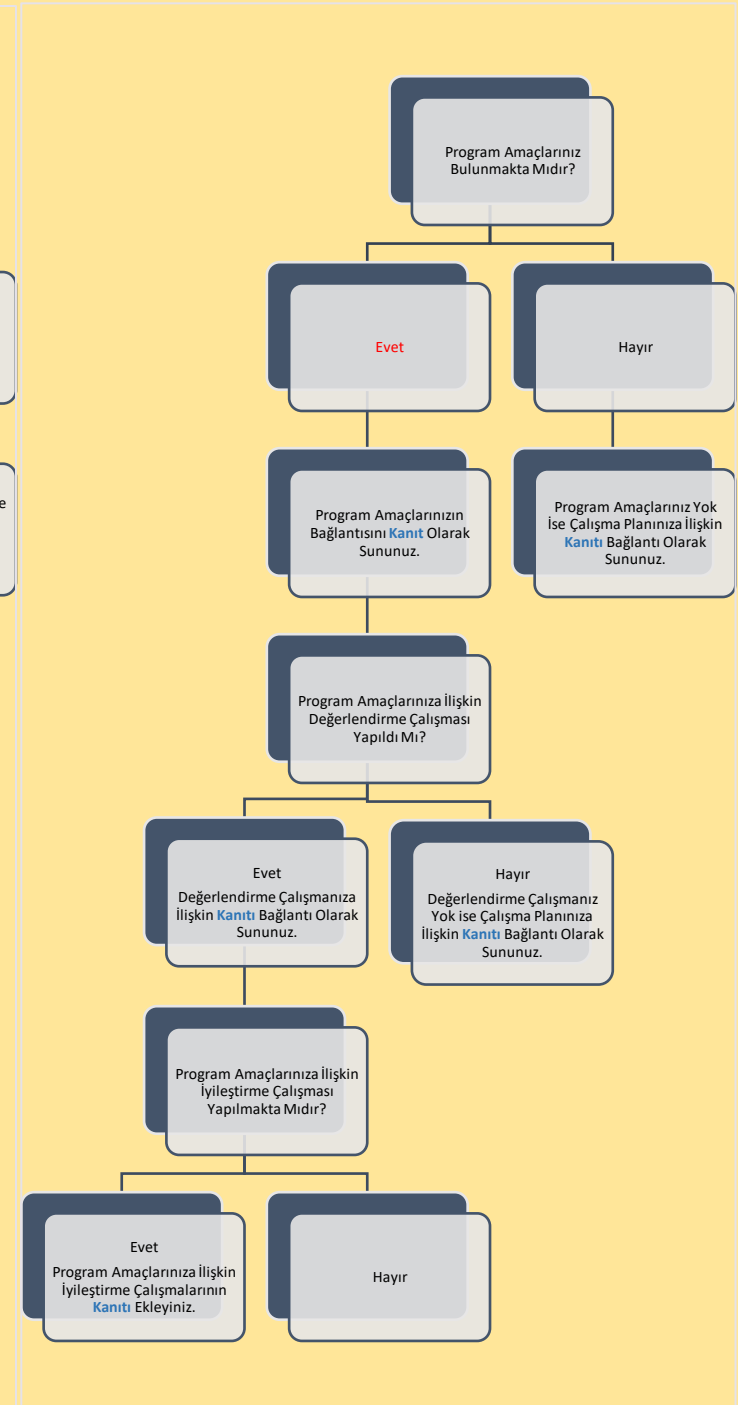 Program Amaçlarınız
Bulunmakta Mıdır?
Evet
Hayır
Program Amaçlarınızın
Bağlantısını Kanıt Olarak
Sununuz.
Program Amaçlarınız Yok
İse Çalışma Planınıza İlişkin
Kanıtı Bağlantı Olarak
Sununuz.
Program Amaçlarınıza İlişkin
Değerlendirme Çalışması
Yapıldı Mı?
Evet
Değerlendirme Çalışmanıza
İlişkin Kanıtı Bağlantı Olarak
Sununuz.
Hayır
Değerlendirme Çalışmanız
Yok ise Çalışma Planınıza
İlişkin Kanıtı Bağlantı Olarak
Sununuz.
Program Amaçlarınıza İlişkin
İyileştirme Çalışması
Yapılmakta Mıdır?
Evet
Program Amaçlarınıza İlişkin
İyileştirme Çalışmalarının
Kanıtı Ekleyiniz.
Hayır